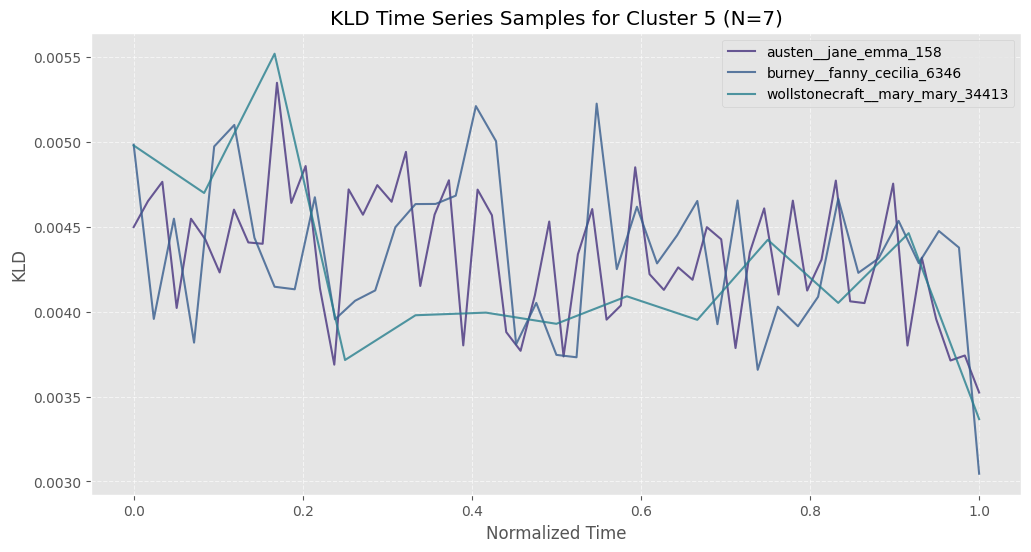 KLD Time Series Samples for Cluster 5 (N=7)
austen__jane_emma_158
burney__fanny_cecilia_6346
wollstonecraft__mary_mary_34413
KLD
0.0055
0.0050
0.0045
0.0040
0.0035
0.0030
0.0 0.2 0.4 0.6 0.8 1.0
Normalized Time